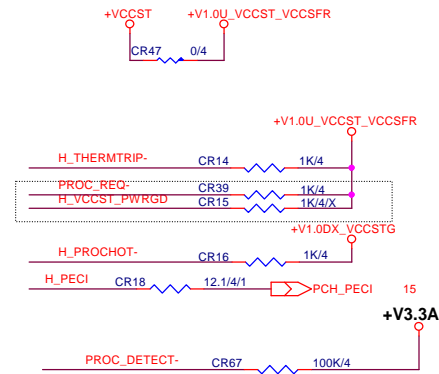 +VCCST +V1.0U_VCCST_VCCSFR
CR47 0/4
+V1.0U_VCCST_VCCSFR
H_THERMTRIP- CR14 1K/4
PROC_REQ- CR39 1K/4
H_VCCST_PWRGD CR15 1K/4/X
+V1.0DX_VCCSTG
H_PROCHOT- CR16 1K/4
H_PECI CR18 12.1/4/1 PCH_PECI 15
+V3.3A
PROC_DETECT- CR67 100K/4